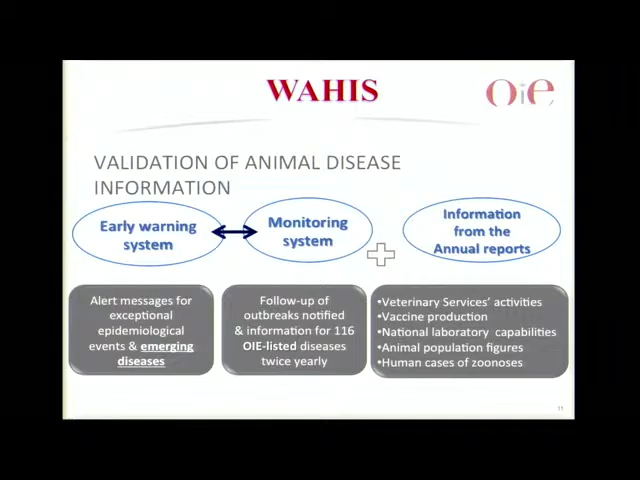 WAHIS
OiE
VALIDATION OF ANIMAL DISEASE
INFORMATION
Early warning
system
Monitoring
system
Information
from the
Annual reports
Alert messages for
exceptional
epidemiological
events & emerging
diseases
Follow-up of
outbreaks notified
& information for 116
OIE-listed diseases
twice yearly
•Veterinary Services' activities
•Vaccine production
•National laboratory capabilities
•Animal population figures
•Human cases of zoonoses
11